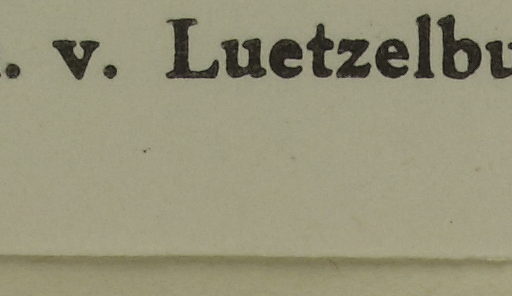 . v. Luetzelbu